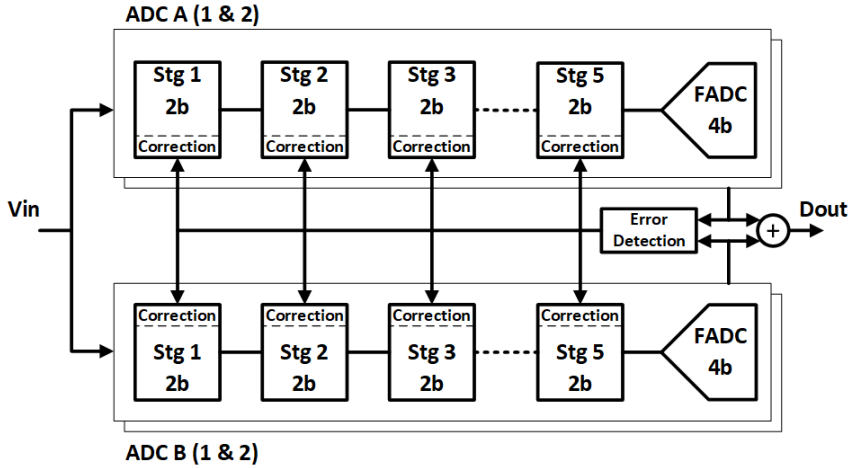 ADC A (1 & 2)
Stg 1
2b
Correction
Stg 2
2b
Correction
Stg 3
2b
Correction
Stg 5
2b
Correction
FADC
4b
Vin
Error
Detection
+
Dout
Correction
Stg 1
2b
Correction
Stg 2
2b
Correction
Stg 3
2b
Correction
Stg 5
2b
FADC
4b
ADC B (1 & 2)